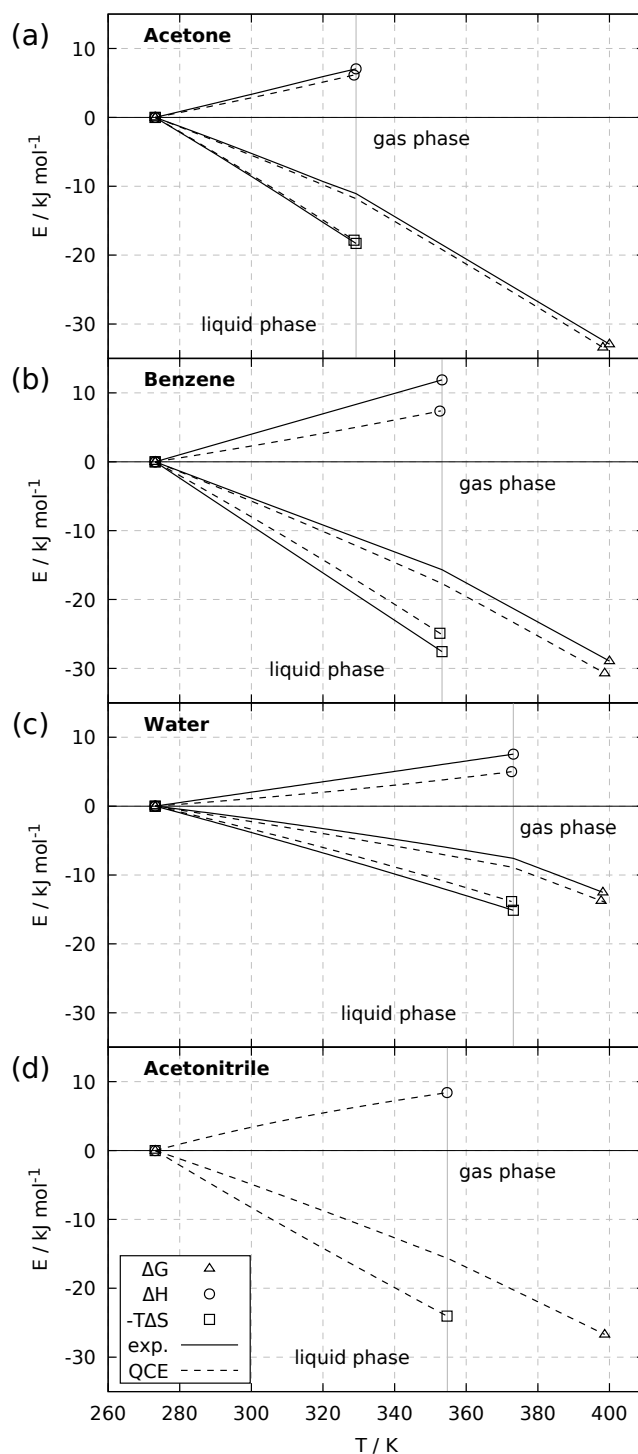 (a)
Acetone
10
0
-10
-20
-30
E / kJ mol⁻¹
gas phase
liquid phase
(b)
Benzene
10
0
-10
-20
-30
E / kJ mol⁻¹
gas phase
liquid phase
(c)
Water
10
0
-10
-20
-30
E / kJ mol⁻¹
gas phase
liquid phase
(d)
Acetonitrile
10
0
-10
-20
-30
E / kJ mol⁻¹
gas phase
liquid phase
ΔG
ΔH
-TΔS
exp.
QCE
260 280 300 320 340 360 380 400
T / K